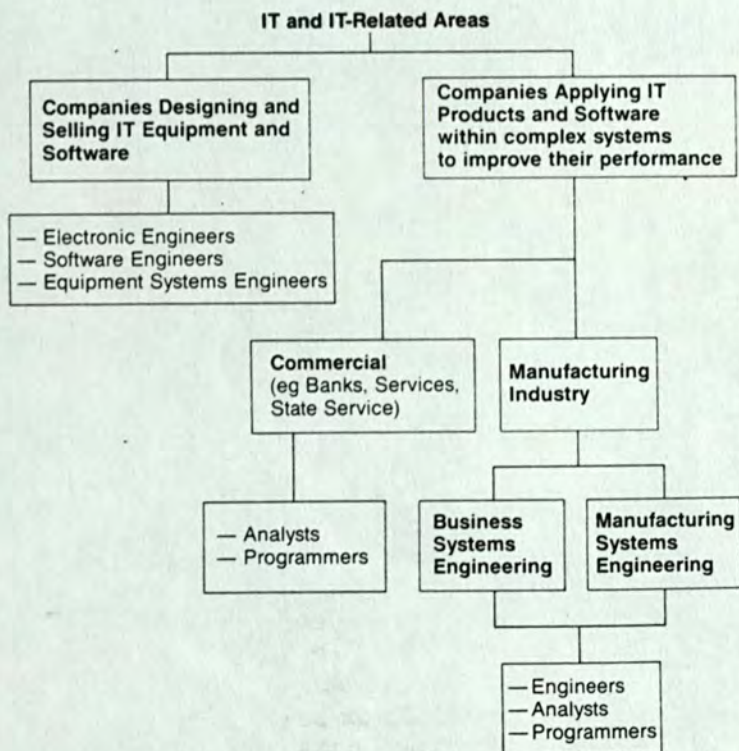 IT and IT-Related Areas
Companies Designing and
Selling IT Equipment and
Software
Companies Applying IT
Products and Software
within complex systems
to improve their performance
— Electronic Engineers
— Software Engineers
— Equipment Systems Engineers
Commercial
(eg Banks, Services,
State Service)
Manufacturing
Industry
— Analysts
— Programmers
Business
Systems
Engineering
Manufacturing
Systems
Engineering
— Engineers
— Analysts
— Programmers